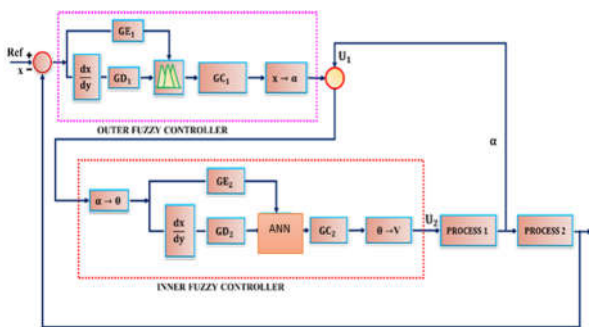 Ref +
x −
GE₁
dx
dy
GD₁
GC₁
x → α
U₁
OUTER FUZZY CONTROLLER
α
α → θ
GE₂
dx
dy
GD₂
ANN
GC₂
θ → V
U₂
PROCESS 1
PROCESS 2
INNER FUZZY CONTROLLER